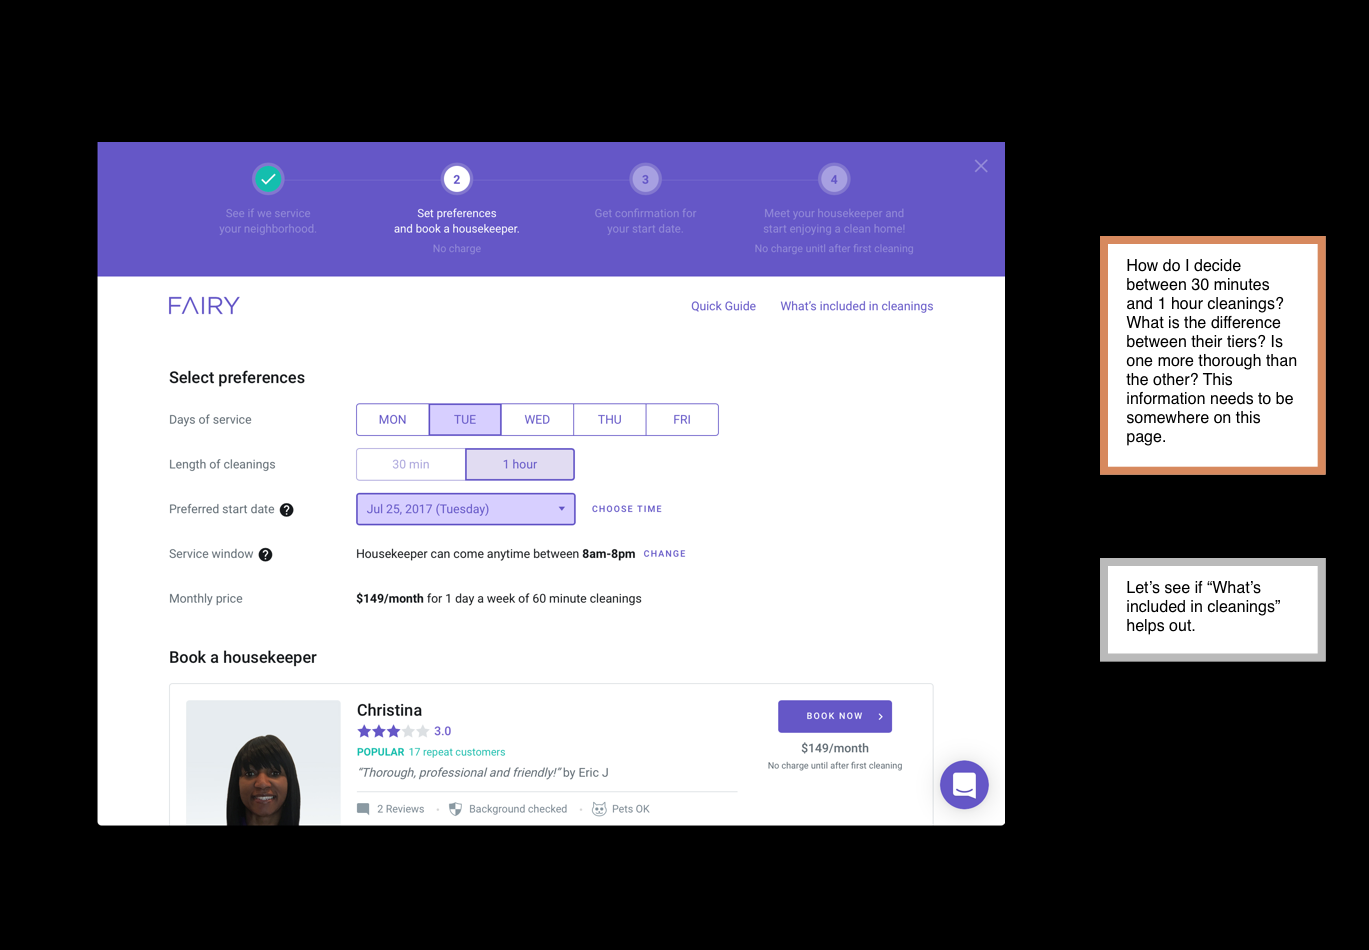 2
3
4
See if we service
your neighborhood.
Set preferences
and book a housekeeper.
No charge
Get confirmation for
your start date.
Meet your housekeeper and
start enjoying a clean home!
No charge unitl after first cleaning
FAIRY
Quick Guide
What's included in cleanings
Select preferences
Days of service
MON
TUE
WED
THU
FRI
Length of cleanings
30 min
1 hour
Preferred start date ?
Jul 25, 2017 (Tuesday)
CHOOSE TIME
Service window ?
Housekeeper can come anytime between 8am-8pm CHANGE
Monthly price
$149/month for 1 day a week of 60 minute cleanings
Book a housekeeper
Christina
3.0
POPULAR 17 repeat customers
"Thorough, professional and friendly!" by Eric J
2 Reviews
Background checked
Pets OK
BOOK NOW
$149/month
No charge until after first cleaning
How do I decide
between 30 minutes
and 1 hour cleanings?
What is the difference
between their tiers? Is
one more thorough than
the other? This
information needs to be
somewhere on this
page.
Let's see if “What's
included in cleanings”
helps out.